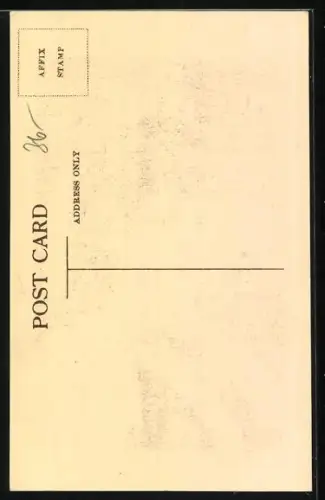 AFFIX
STAMP
36-
POST CARD
ADDRESS ONLY